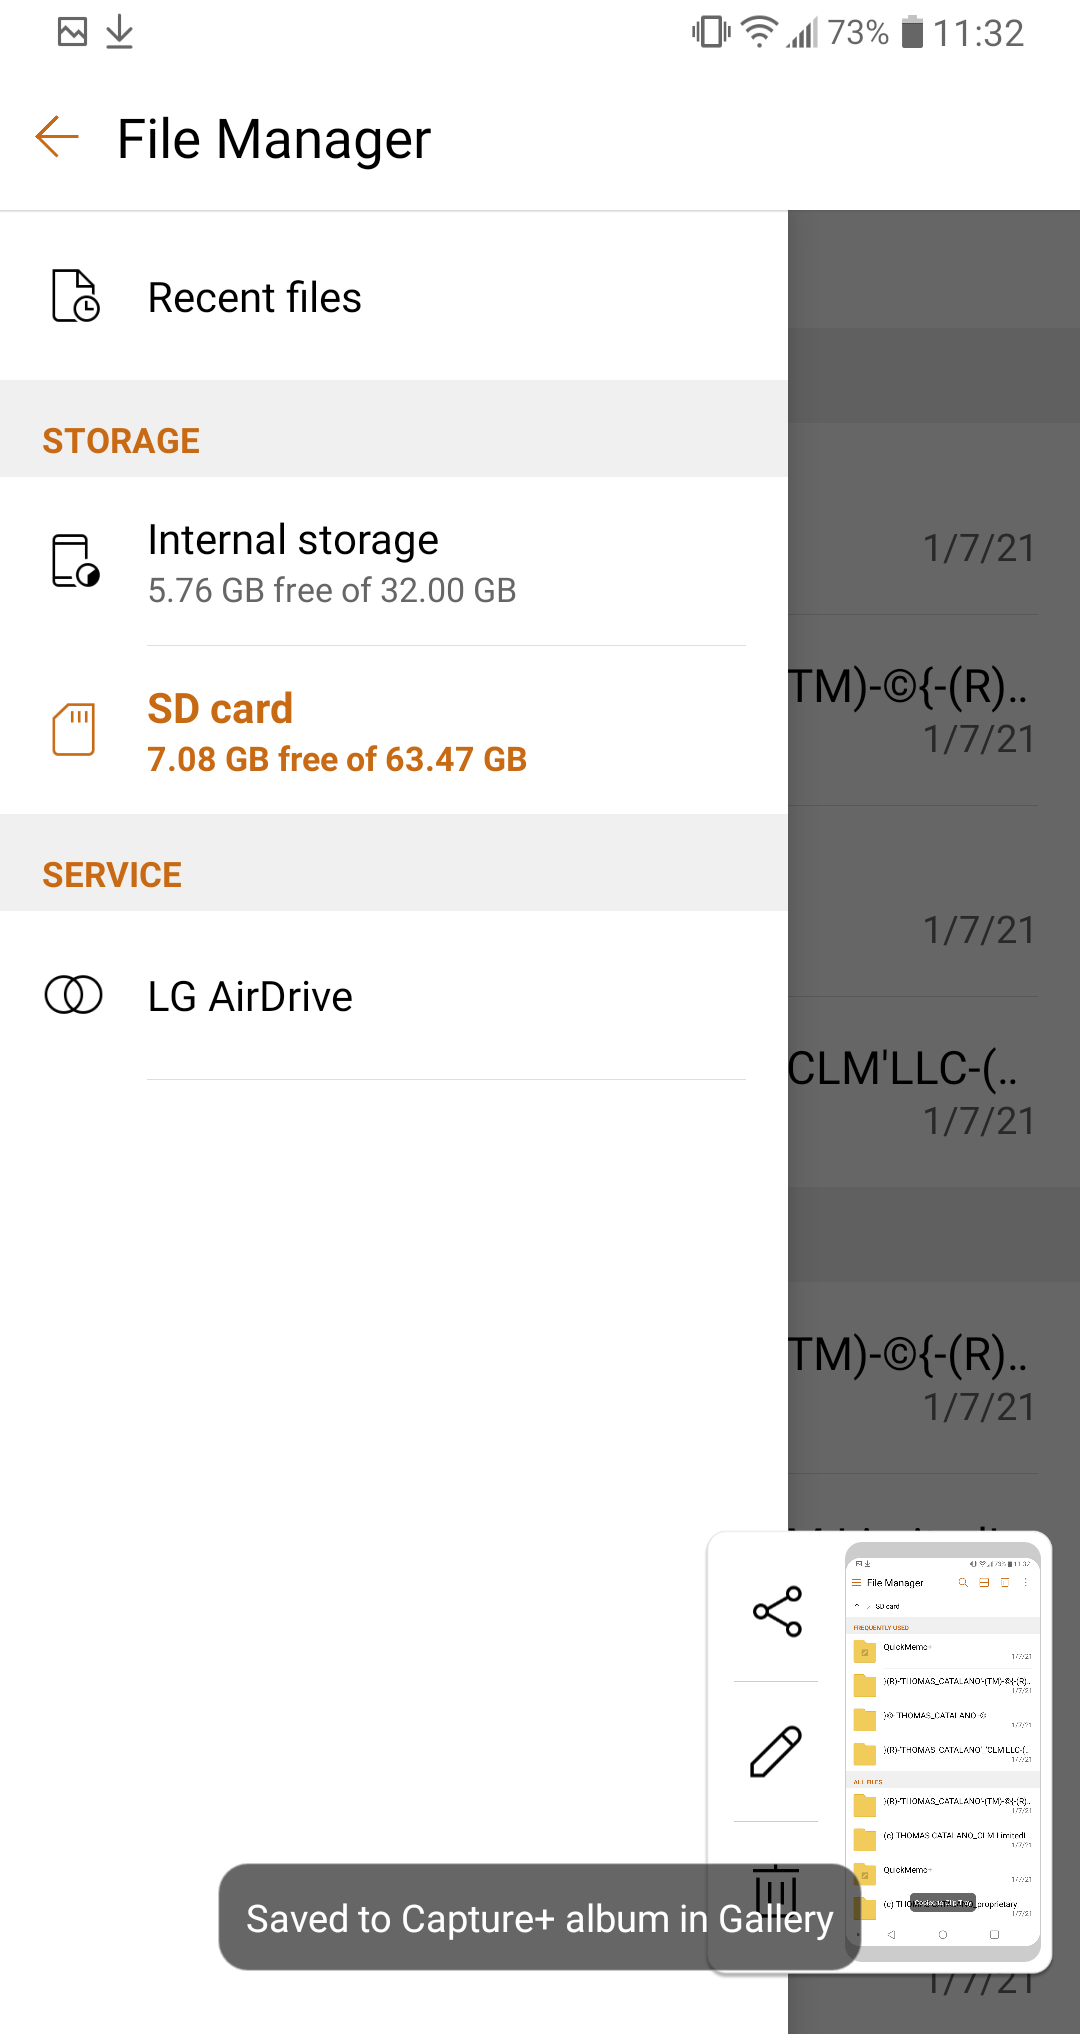 73% 11:32
File Manager
Recent files
STORAGE
Internal storage
5.76 GB free of 32.00 GB
SD card
7.08 GB free of 63.47 GB
SERVICE
LG AirDrive
1/7/21
TM)-©{-(R)..
1/7/21
1/7/21
CLM'LLC-(..
1/7/21
TM)-©{-(R)..
1/7/21
File Manager
SD card
FREQUENTLY USED
QuickMemo+
1/7/21
)(R)-'THOMAS_CATALANO'-(TM)-©{-(R)..
1/7/21
)© THOMAS_CATALANO ©
1/7/21
)(R)-'THOMAS_CATALANO' 'CLM'LLC-(..
1/7/21
ALL FILES
)(R)-'THOMAS_CATALANO'-(TM)-©{-(R)..
1/7/21
(c) THOMAS CATALANO_CLM Limited
1/7/21
QuickMemo+
1/7/21
proprietary
1/7/21
Saved to Capture+ album in Gallery
1/7/21